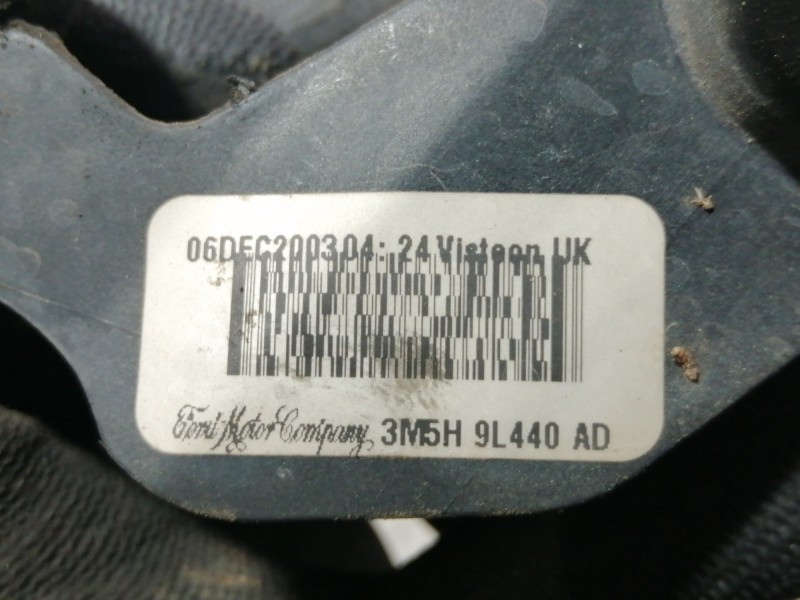 06DEC2003 04:24 Visteon UK
Ford Motor Company 3M5H 9L440 AD